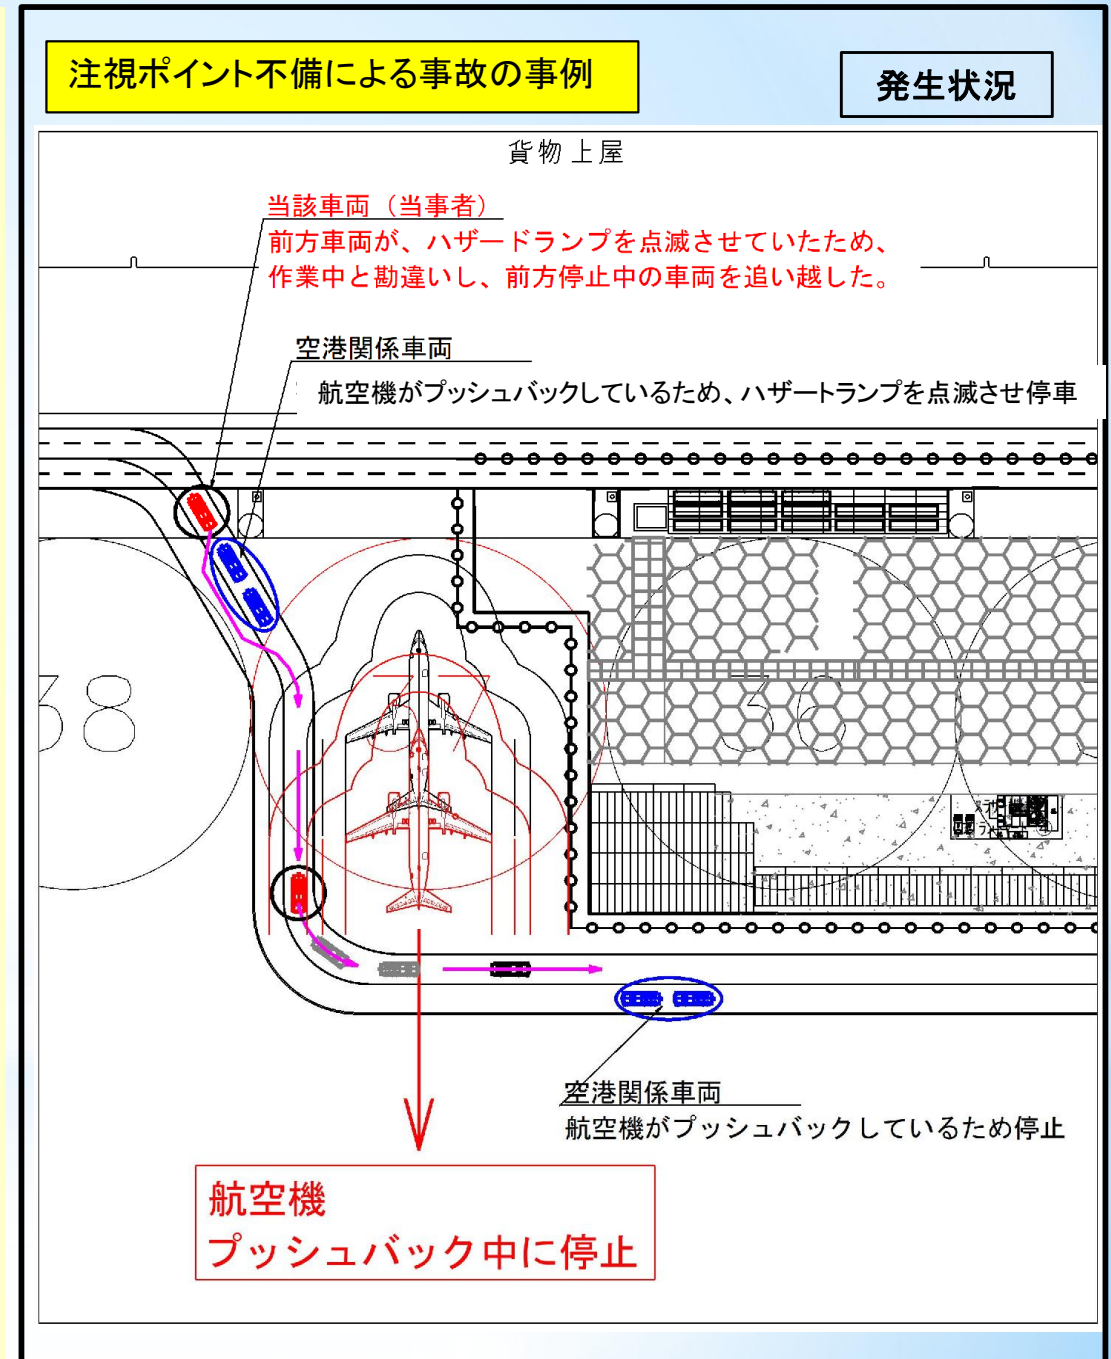 注視ポイント不備による事故の事例
発生状況
貨物上屋
当該車両（当事者）
前方車両が、ハザードランプを点滅させていたため、
作業中と勘違いし、前方停止中の車両を追い越した。
空港関係車両
航空機がプッシュバックしているため、ハザートランプを点滅させ停車
38
37
36
空港関係車両
航空機がプッシュバックしているため停止
航空機
プッシュバック中に停止